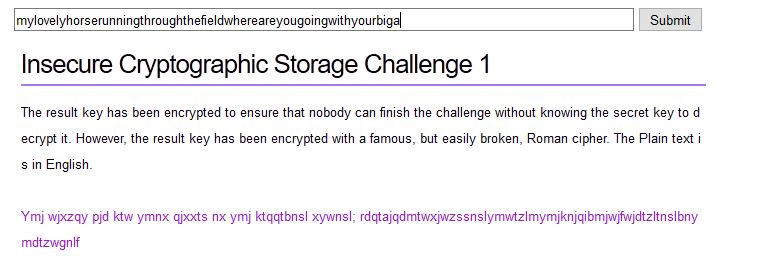 mylovelyhorserunningthroughthefieldwhereareyougoingwithyourbiga
Submit
Insecure Cryptographic Storage Challenge 1
The result key has been encrypted to ensure that nobody can finish the challenge without knowing the secret key to d
ecrypt it. However, the result key has been encrypted with a famous, but easily broken, Roman cipher. The Plain text i
s in English.
Ymj wjxzqy pjd ktw ymnx qjxxts nx ymj ktqqtbnsl xywnsl; rdqtajqdmtwxjwzssnslymwtzlmymjknjqibmjwjfwjdtzltnslbny
mdtzwgnlf